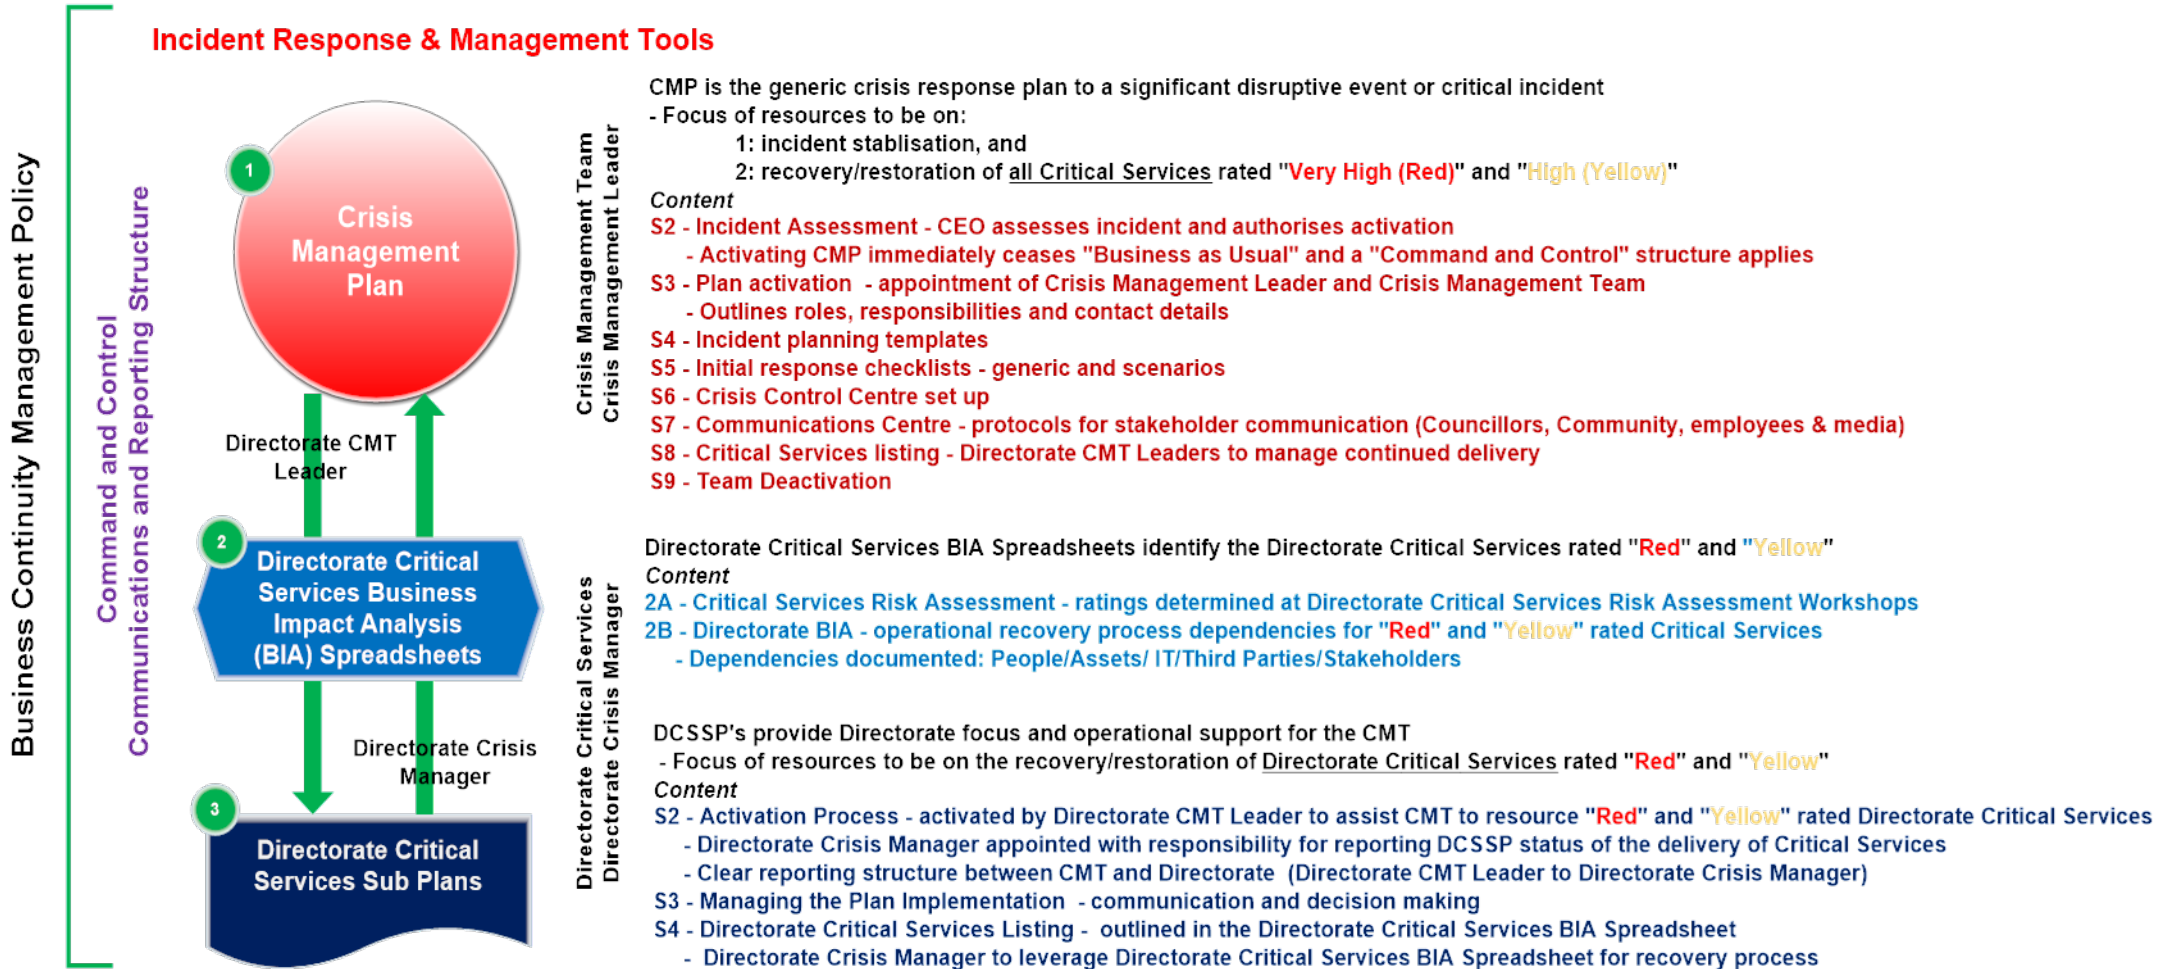 Business Continuity Management Policy
Command and Control
Communications and Reporting Structure
Incident Response & Management Tools
1
Crisis
Management
Plan
Directorate CMT
Leader
2
Directorate Critical
Services Business
Impact Analysis
(BIA) Spreadsheets
Directorate Crisis
Manager
3
Directorate Critical
Services Sub Plans
Crisis Management Team
Crisis Management Leader
CMP is the generic crisis response plan to a significant disruptive event or critical incident
- Focus of resources to be on:
1: incident stablisation, and
2: recovery/restoration of all Critical Services rated "Very High (Red)" and "High (Yellow)"
Content
S2 - Incident Assessment - CEO assesses incident and authorises activation
- Activating CMP immediately ceases "Business as Usual" and a "Command and Control" structure applies
S3 - Plan activation - appointment of Crisis Management Leader and Crisis Management Team
- Outlines roles, responsibilities and contact details
S4 - Incident planning templates
S5 - Initial response checklists - generic and scenarios
S6 - Crisis Control Centre set up
S7 - Communications Centre - protocols for stakeholder communication (Councillors, Community, employees & media)
S8 - Critical Services listing - Directorate CMT Leaders to manage continued delivery
S9 - Team Deactivation
Directorate Critical Services
Directorate Crisis Manager
Directorate Critical Services BIA Spreadsheets identify the Directorate Critical Services rated "Red" and "Yellow"
Content
2A - Critical Services Risk Assessment - ratings determined at Directorate Critical Services Risk Assessment Workshops
2B - Directorate BIA - operational recovery process dependencies for "Red" and "Yellow" rated Critical Services
- Dependencies documented: People/Assets/ IT/Third Parties/Stakeholders
DCSSP's provide Directorate focus and operational support for the CMT
- Focus of resources to be on the recovery/restoration of Directorate Critical Services rated "Red" and "Yellow"
Content
S2 - Activation Process - activated by Directorate CMT Leader to assist CMT to resource "Red" and "Yellow" rated Directorate Critical Services
- Directorate Crisis Manager appointed with responsibility for reporting DCSSP status of the delivery of Critical Services
- Clear reporting structure between CMT and Directorate (Directorate CMT Leader to Directorate Crisis Manager)
S3 - Managing the Plan Implementation - communication and decision making
S4 - Directorate Critical Services Listing - outlined in the Directorate Critical Services BIA Spreadsheet
- Directorate Crisis Manager to leverage Directorate Critical Services BIA Spreadsheet for recovery process